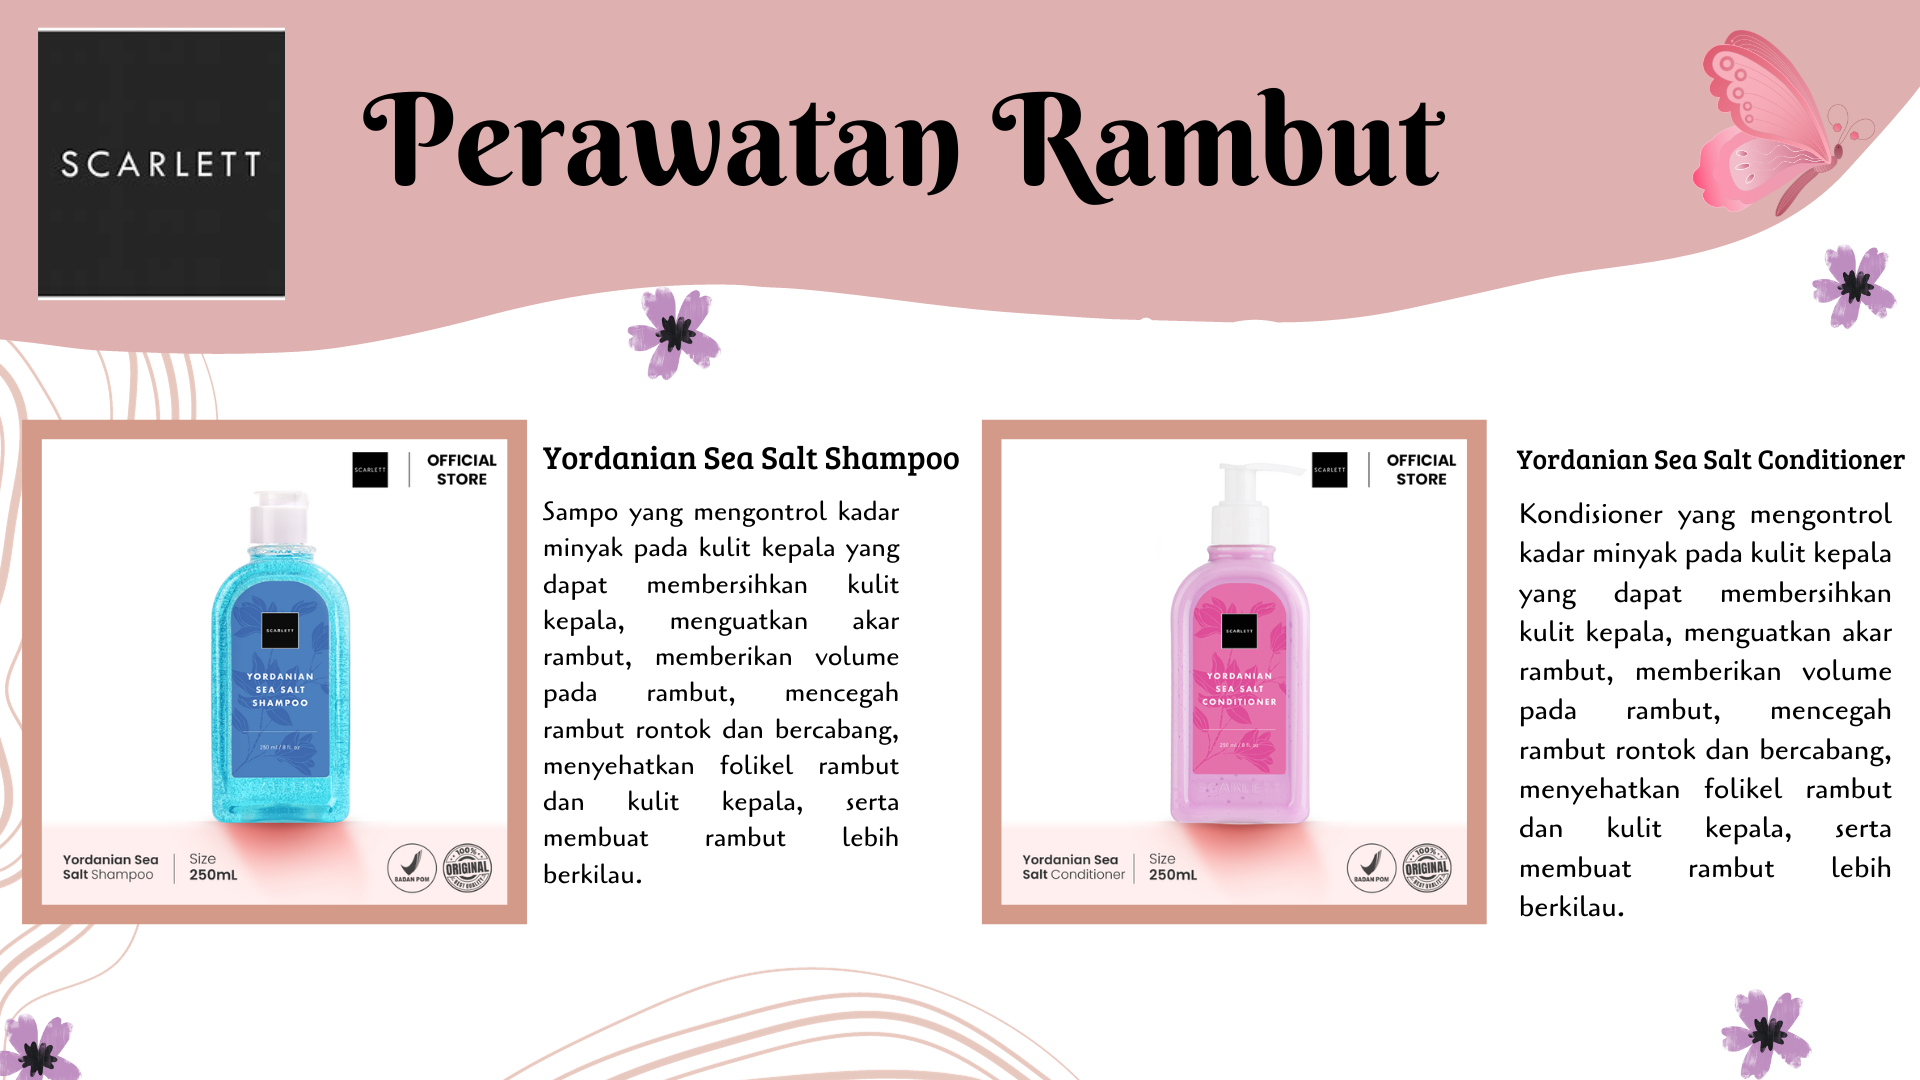 SCARLETT
Perawatan Rambut
SCARLETT
OFFICIAL
STORE
SCARLETT
YORDANIAN
SEA SALT
SHAMPOO
250 ml / 8 fl. oz
Yordanian Sea
Salt Shampoo
Size
250mL
BADAN POM
100%
ORIGINAL
BEST QUALITY
Yordanian Sea Salt Shampoo
Sampo yang mengontrol kadar
minyak pada kulit kepala yang
dapat membersihkan kulit
kepala, menguatkan akar
rambut, memberikan volume
pada rambut, mencegah
rambut rontok dan bercabang,
menyehatkan folikel rambut
dan kulit kepala, serta
membuat rambut lebih
berkilau.
SCARLETT
OFFICIAL
STORE
SCARLETT
YORDANIAN
SEA SALT
CONDITIONER
250 ml / 8 fl. oz
Yordanian Sea
Salt Conditioner
Size
250mL
BADAN POM
100%
ORIGINAL
BEST QUALITY
Yordanian Sea Salt Conditioner
Kondisioner yang mengontrol
kadar minyak pada kulit kepala
yang dapat membersihkan
kulit kepala, menguatkan akar
rambut, memberikan volume
pada rambut, mencegah
rambut rontok dan bercabang,
menyehatkan folikel rambut
dan kulit kepala, serta
membuat rambut lebih
berkilau.